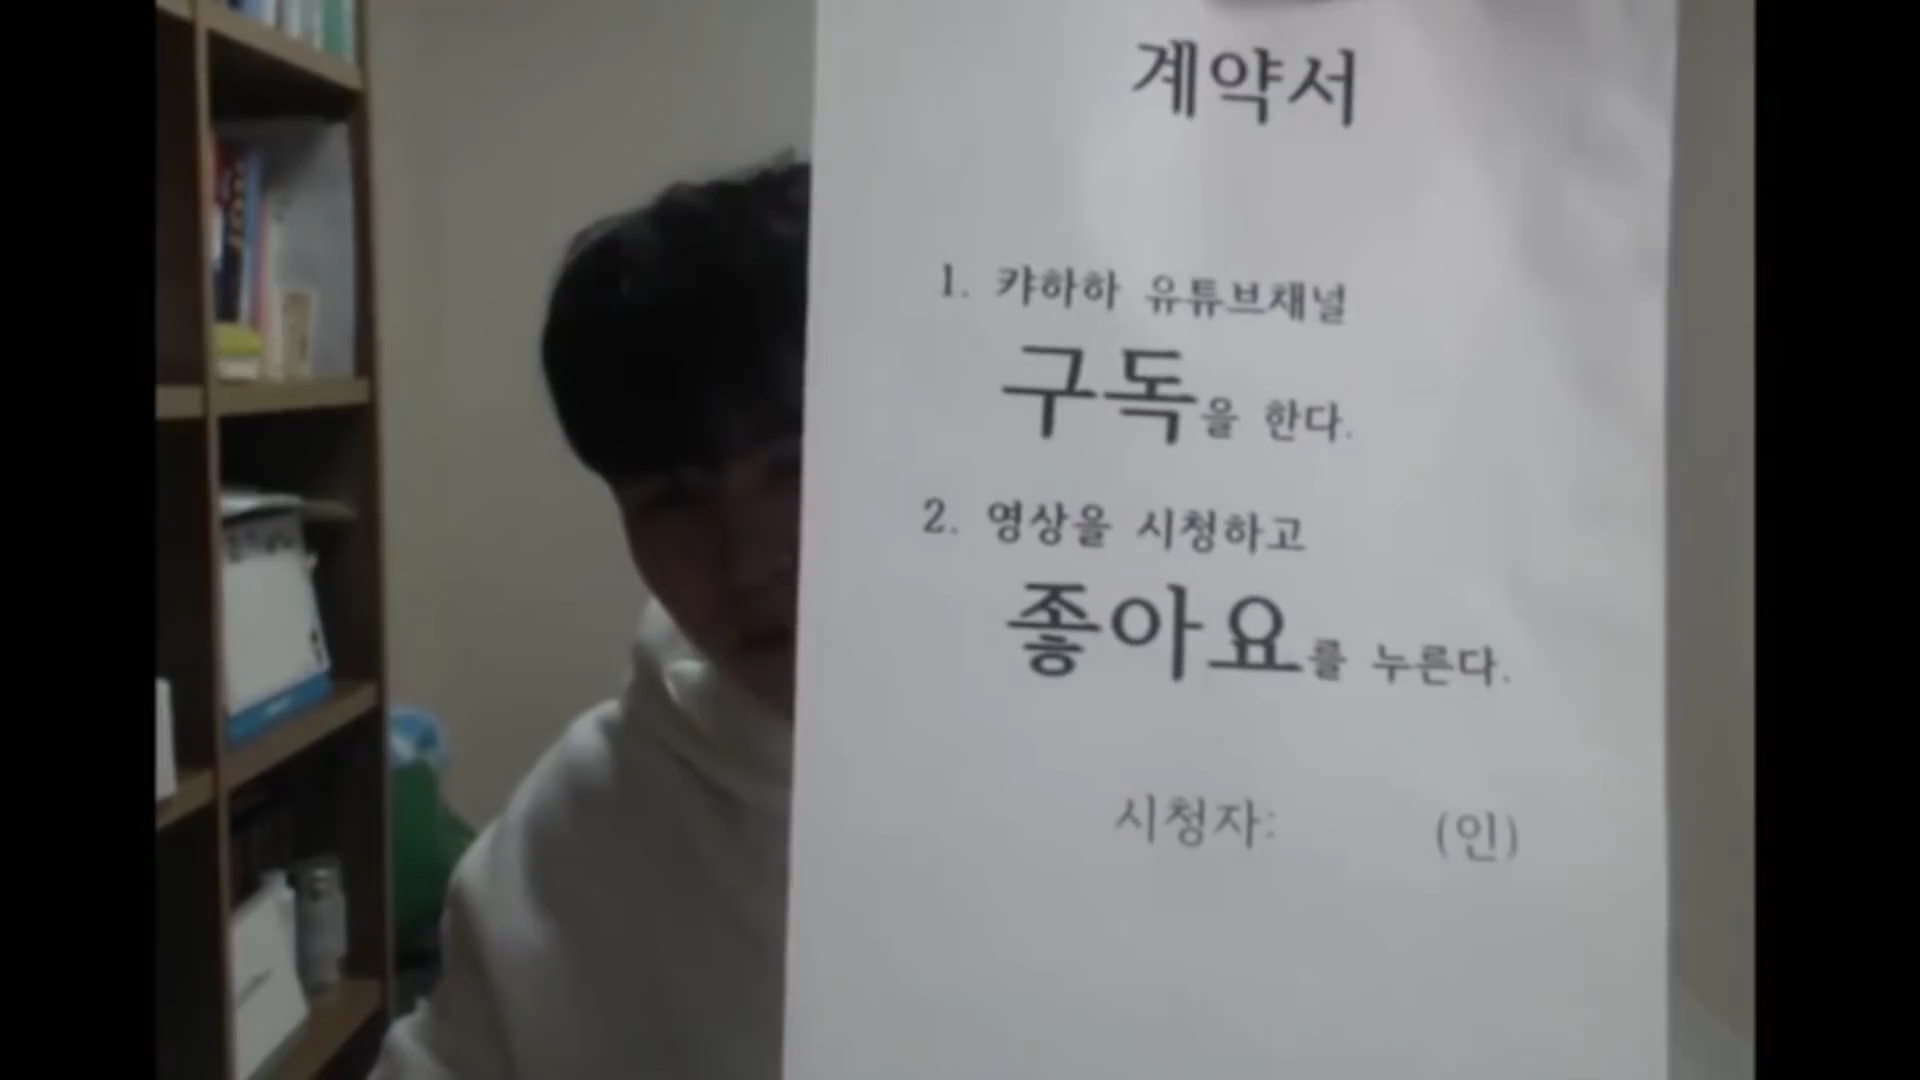 계약서
1. 캬하하 유튜브채널
구독을 한다.
2. 영상을 시청하고
좋아요를 누른다.
시청자: (인)